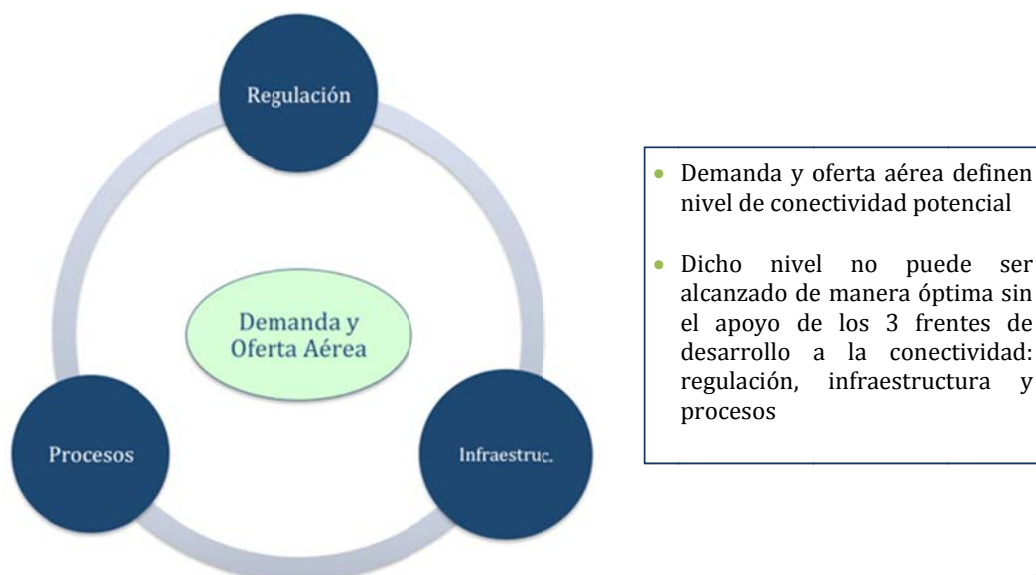 Regulación
Demanda y
Oferta Aérea
Procesos
Infraestruc.
• Demanda y oferta aérea definen
nivel de conectividad potencial
• Dicho nivel no puede ser
alcanzado de manera óptima sin
el apoyo de los 3 frentes de
desarrollo a la conectividad:
regulación, infraestructura y
procesos